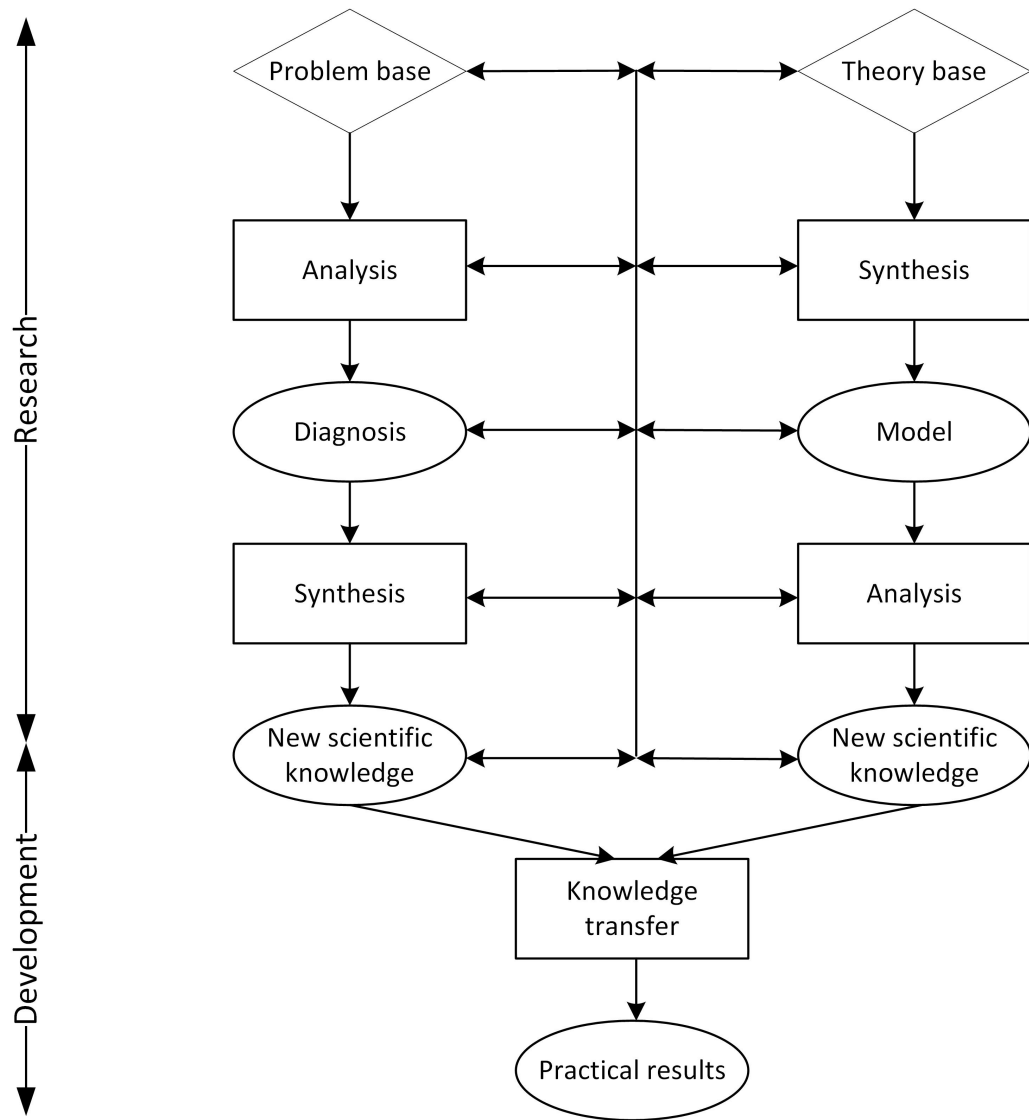 Problem base
Theory base
Analysis
Synthesis
Research
Diagnosis
Model
Synthesis
Analysis
New scientific
knowledge
New scientific
knowledge
Development
Knowledge
transfer
Practical results